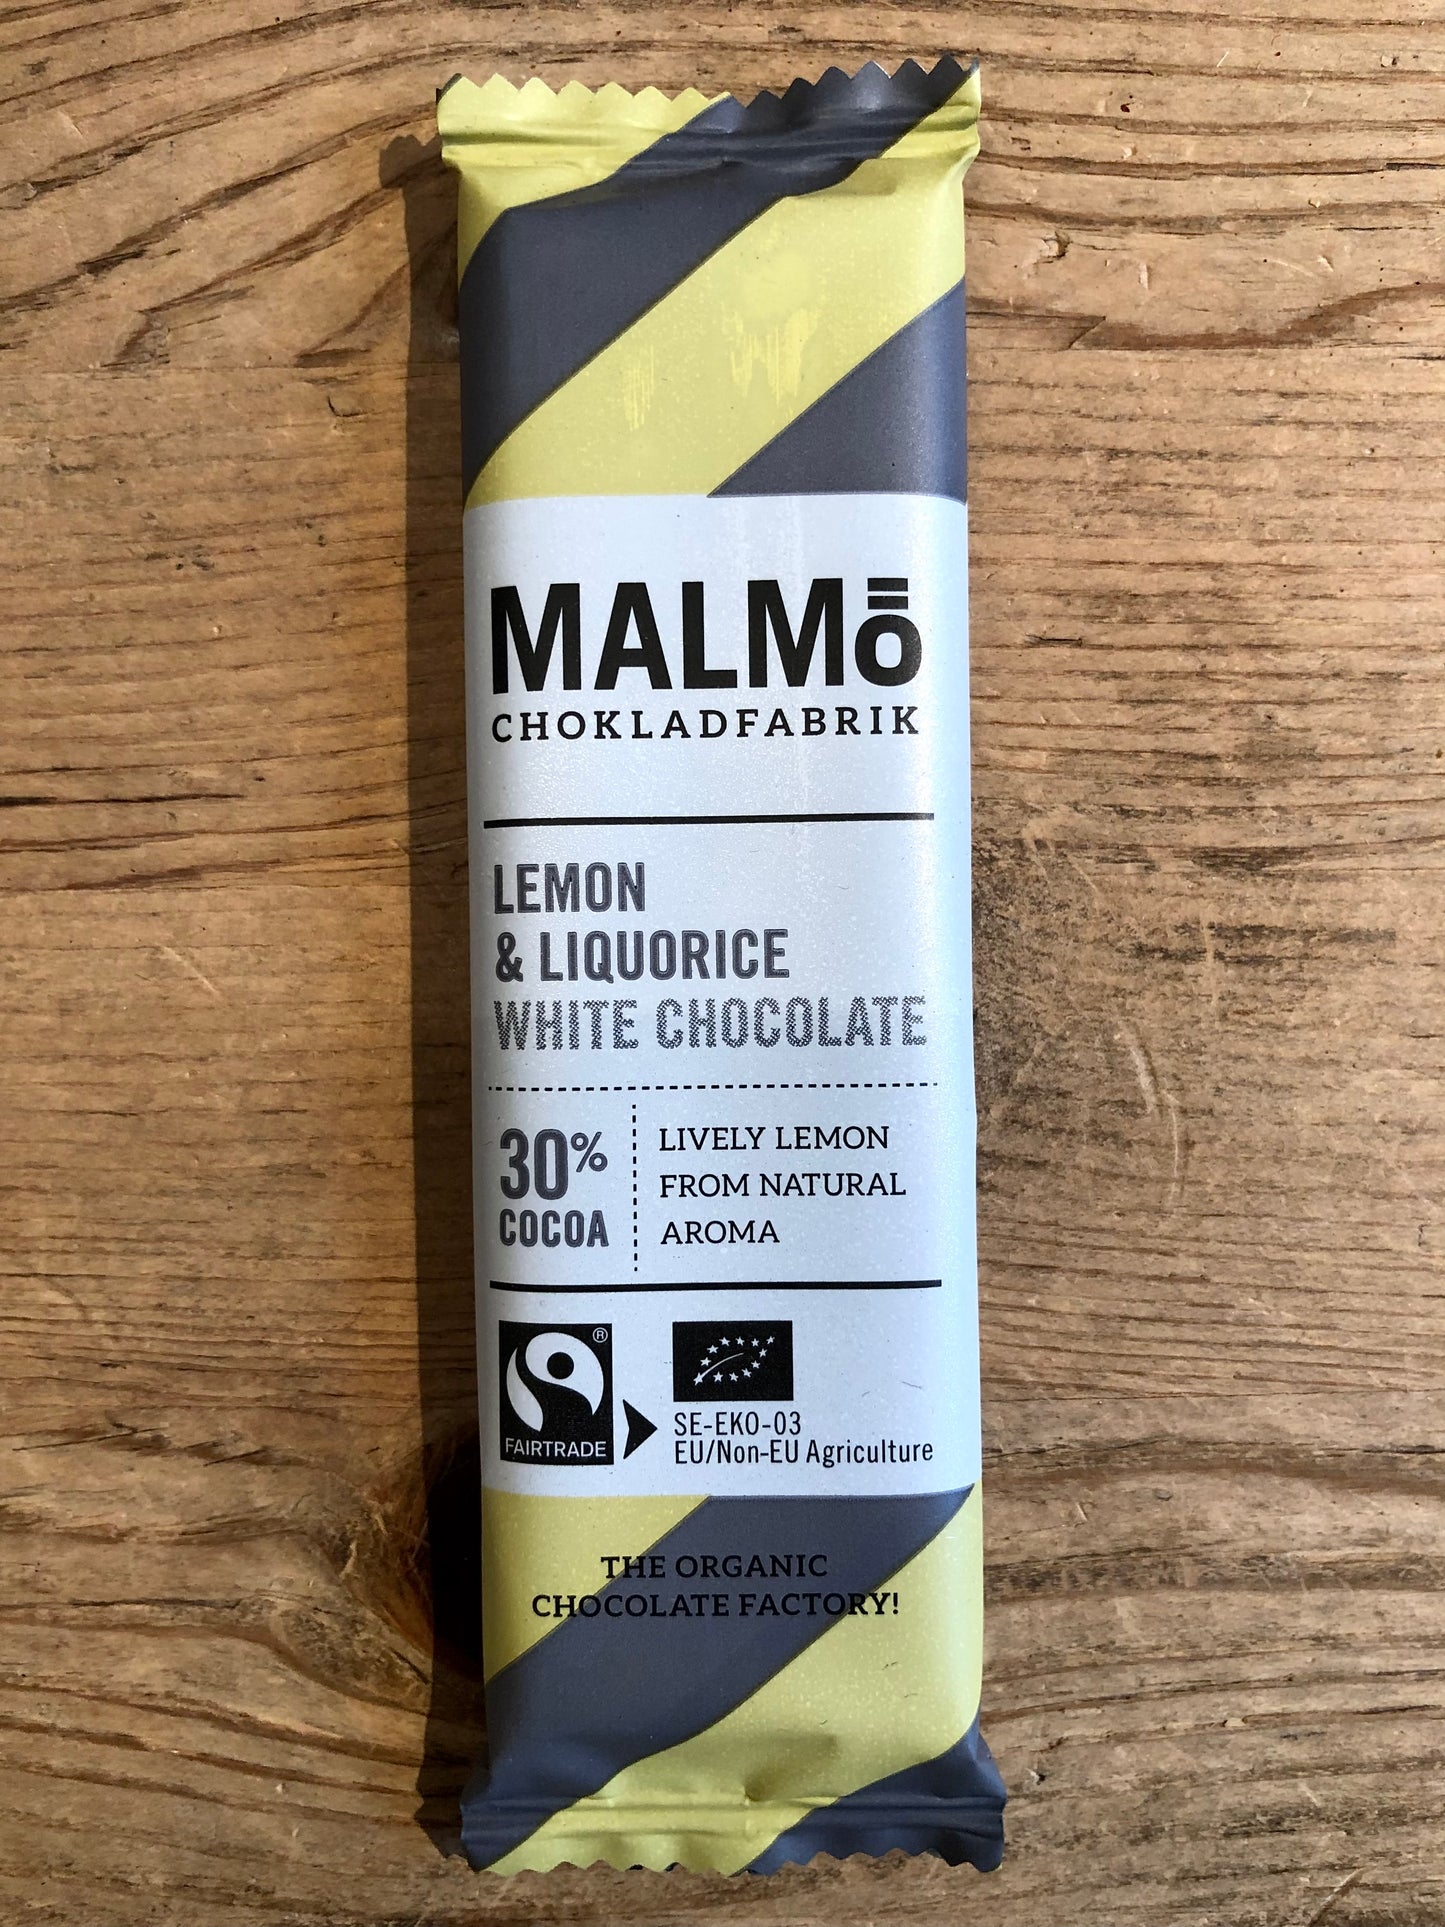 MALMÖ
CHOKLADFABRIK
LEMON
& LIQUORICE
WHITE CHOCOLATE
30%
COCOA
LIVELY LEMON
FROM NATURAL
AROMA
®
FAIRTRADE
SE-EKO-03
EU/Non-EU Agriculture
THE ORGANIC
CHOCOLATE FACTORY!